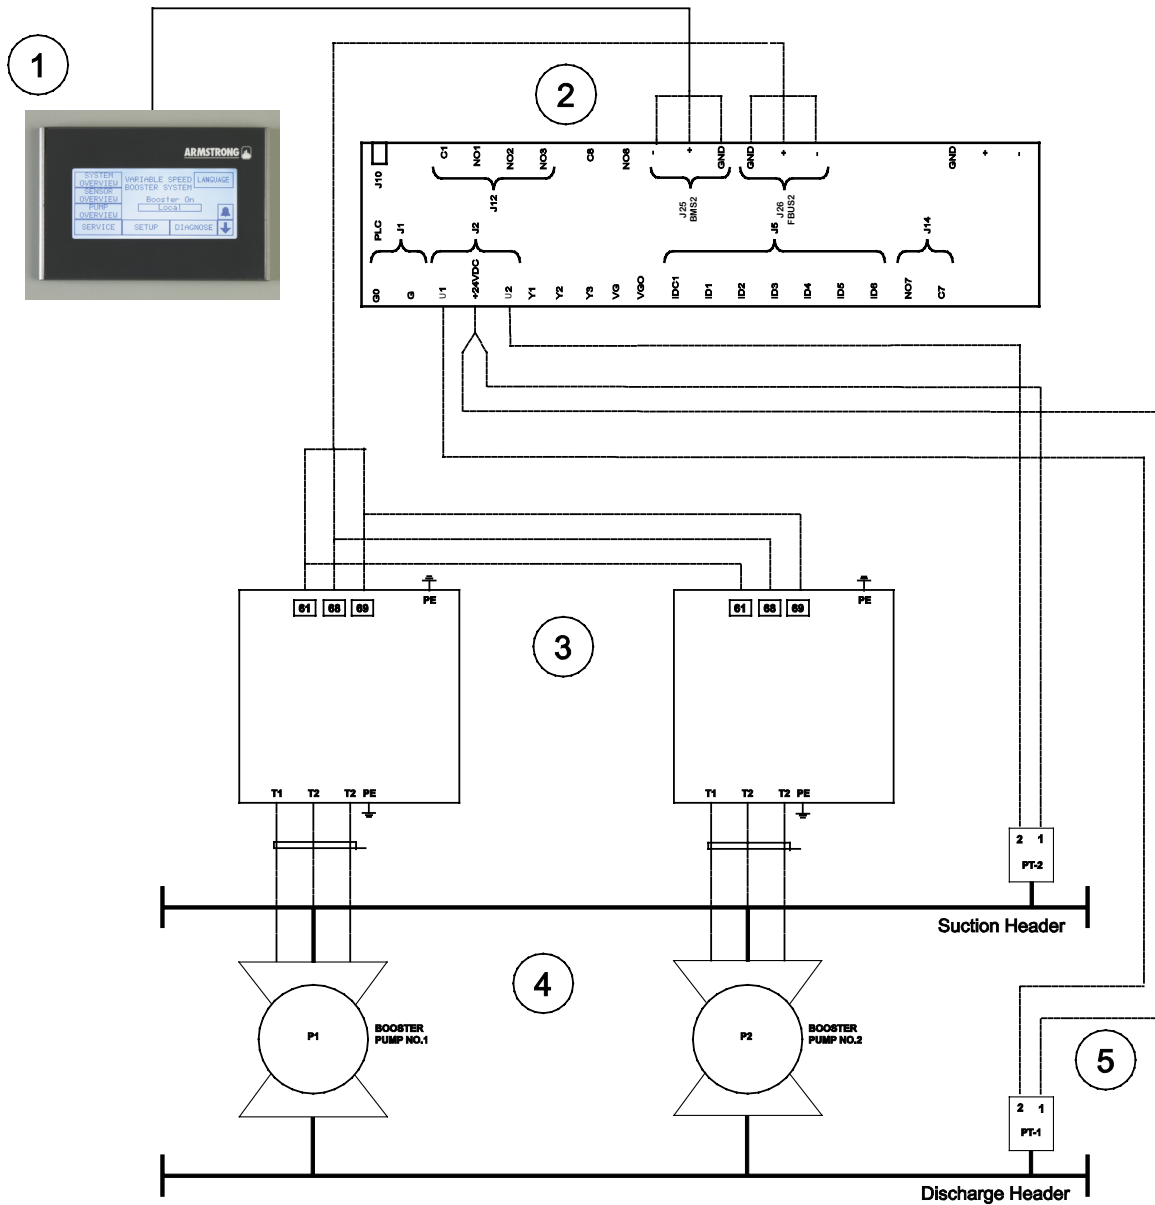 1
ARMSTRONG
SYSTEM OVERVIEW
SENSOR OVERVIEW
PUMP OVERVIEW
VARIABLE SPEED BOOSTER SYSTEM
LANGUAGE
Booster On
Local
SERVICE
SETUP
DIAGNOSE
2
J10
C1
NO1
NO2
NO3
C8
NO8
-
+
GND
GND
+
-
GND
+
-
J12
J25
BMS2
J26
FBUS2
PLC
J1
J2
J5
J14
G0
G
U1
+24VDC
U2
Y1
Y2
Y3
VG
VGO
IDC1
ID1
ID2
ID3
ID4
ID5
ID6
NO7
C7
61
68
69
PE
61
68
69
PE
3
T1
T2
T2
PE
T1
T2
T2
PE
2 1
PT-2
Suction Header
4
P1
BOOSTER
PUMP NO.1
P2
BOOSTER
PUMP NO.2
5
2 1
PT-1
Discharge Header